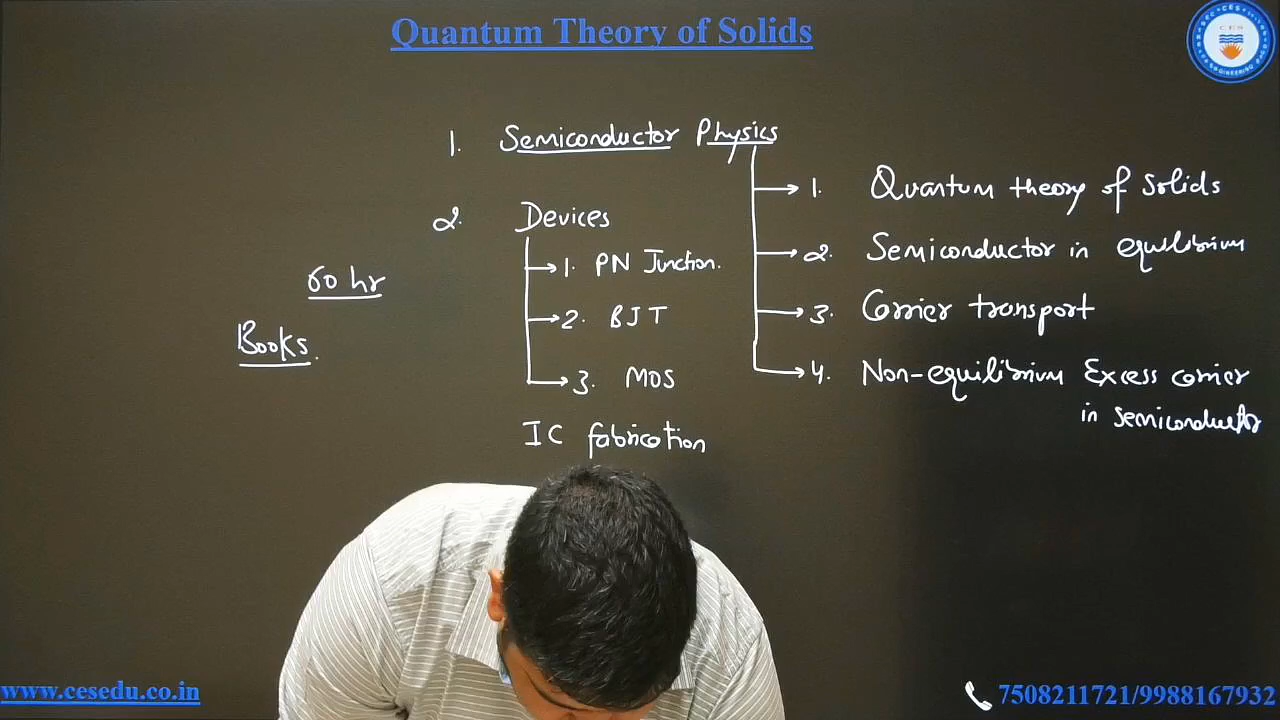 Quantum Theory of Solids
CES
1. Semiconductor Physics
1. Quantum theory of Solids
2. Semiconductor in equilibrium
3. Carrier transport
4. Non-equilibrium Excess carrier
in semiconductor
2. Devices
1. PN Junction.
2. BJT
3. MOS
IC fabrication
60 hr
Books.
www.cesedu.co.in
7508211721/9988167932